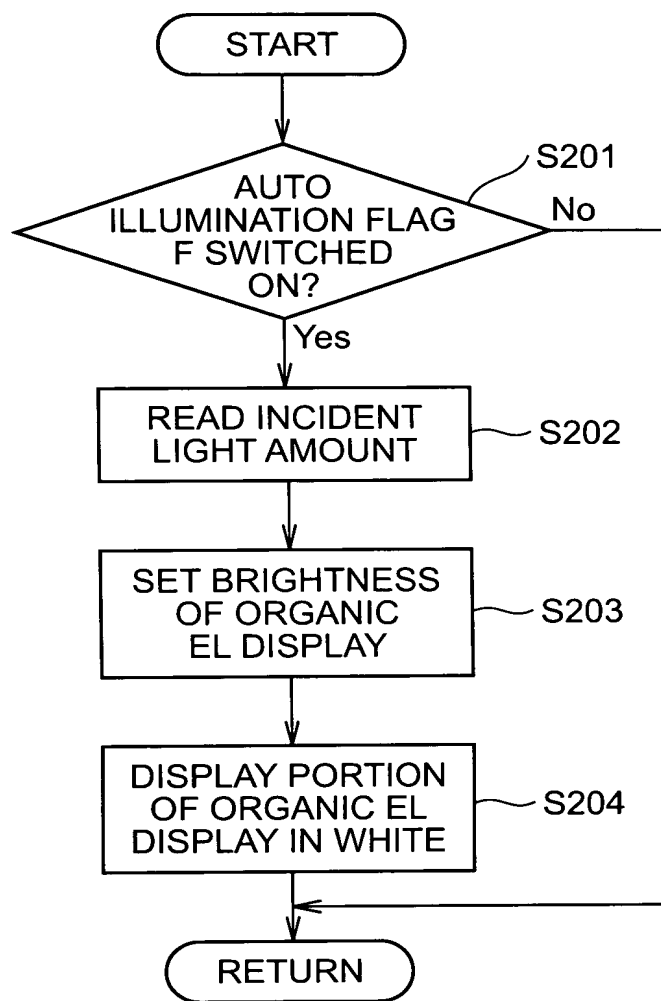 START
S201
AUTO
ILLUMINATION FLAG
F SWITCHED
ON?
No
Yes
READ INCIDENT
LIGHT AMOUNT
S202
SET BRIGHTNESS
OF ORGANIC
EL DISPLAY
S203
DISPLAY PORTION
OF ORGANIC EL
DISPLAY IN WHITE
S204
RETURN